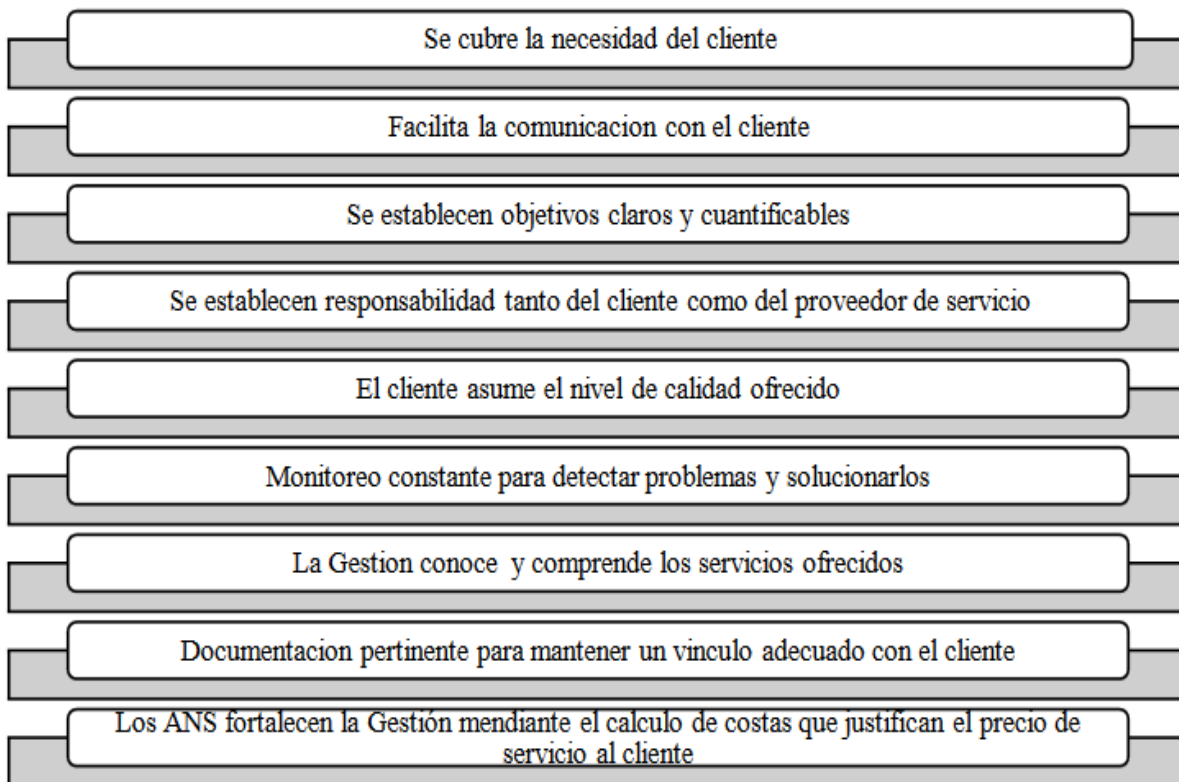 Se cubre la necesidad del cliente
Facilita la comunicacion con el cliente
Se establecen objetivos claros y cuantificables
Se establecen responsabilidad tanto del cliente como del proveedor de servicio
El cliente asume el nivel de calidad ofrecido
Monitoreo constante para detectar problemas y solucionarlos
La Gestion conoce y comprende los servicios ofrecidos
Documentacion pertinente para mantener un vinculo adecuado con el cliente
Los ANS fortalecen la Gestión mendiante el calculo de costas que justifican el precio de
servicio al cliente